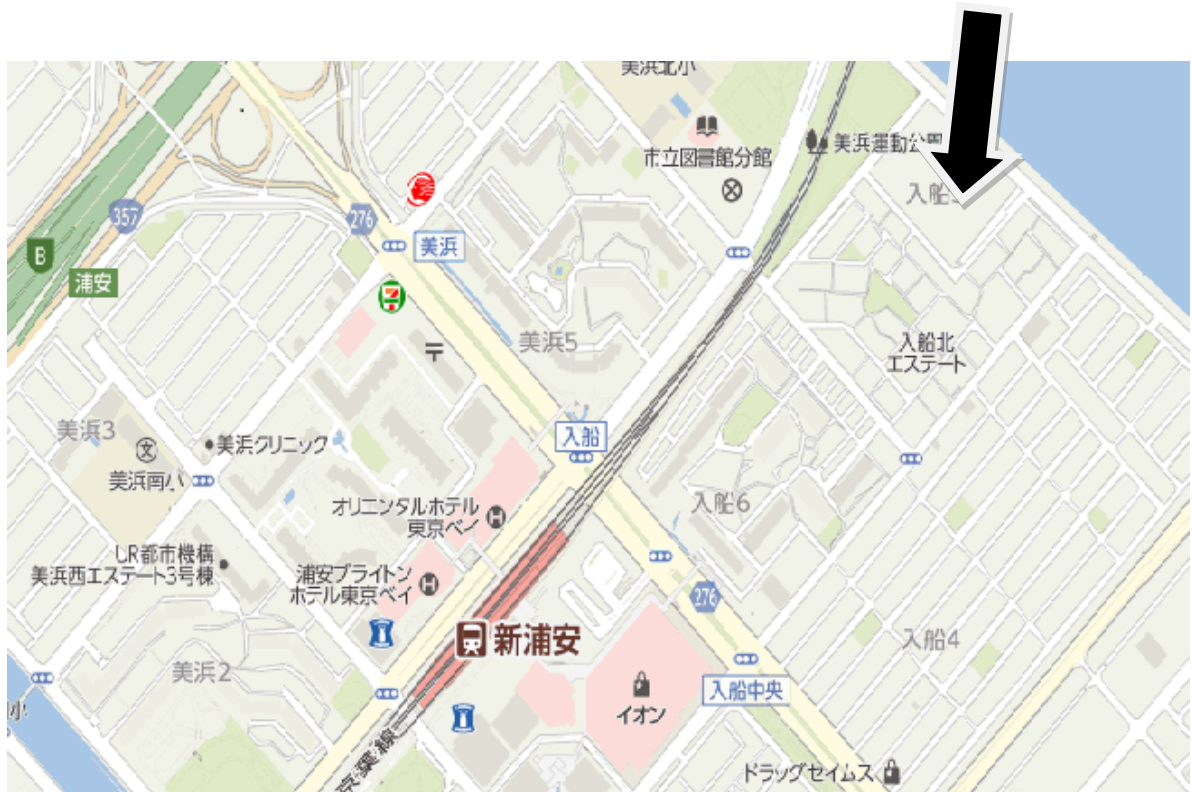 美浜北小
市立図書館分館
美浜運動公園
357
276
美浜
B
浦安
7
入船
美浜5
入船北
エステート
美浜3
文
美浜クリニック
美浜南小
入船
オリエンタルホテル
東京ベイ
H
入船6
UR都市機構
美浜西エステート3号棟
浦安ブライトン
ホテル東京ベイ
H
276
新浦安
入船4
美浜2
入船中央
イオン
小
京葉線
ドラッグセイムス